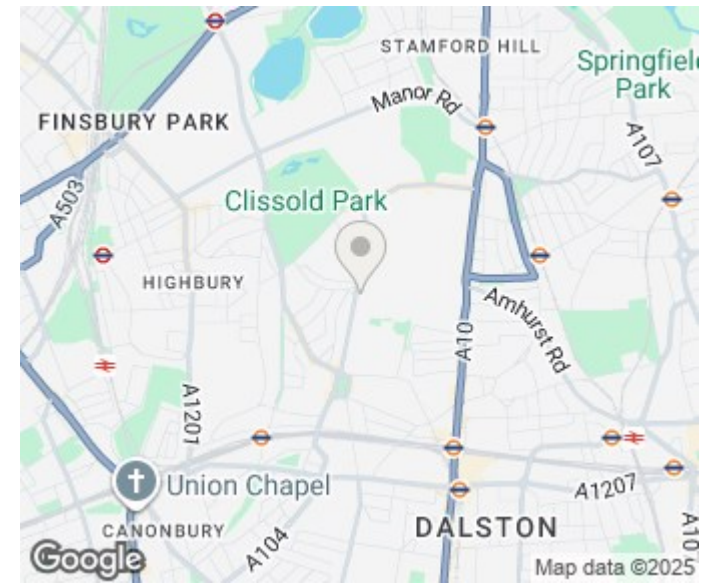 STAMFORD HILL
Springfield
Park
Manor Rd
FINSBURY PARK
A107
A503
Clissold Park
HIGHBURY
Amhurst Rd
A10
A1201
Union Chapel
A1207
CANONBURY
DALSTON
A104
A10
Google
Map data ©2025